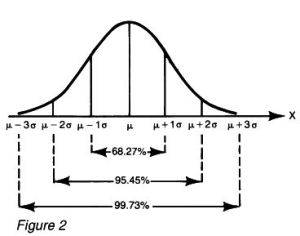 X
μ – 3σ μ – 2σ μ – 1σ μ μ + 1σ μ + 2σ μ + 3σ
68.27%
95.45%
99.73%
Figure 2